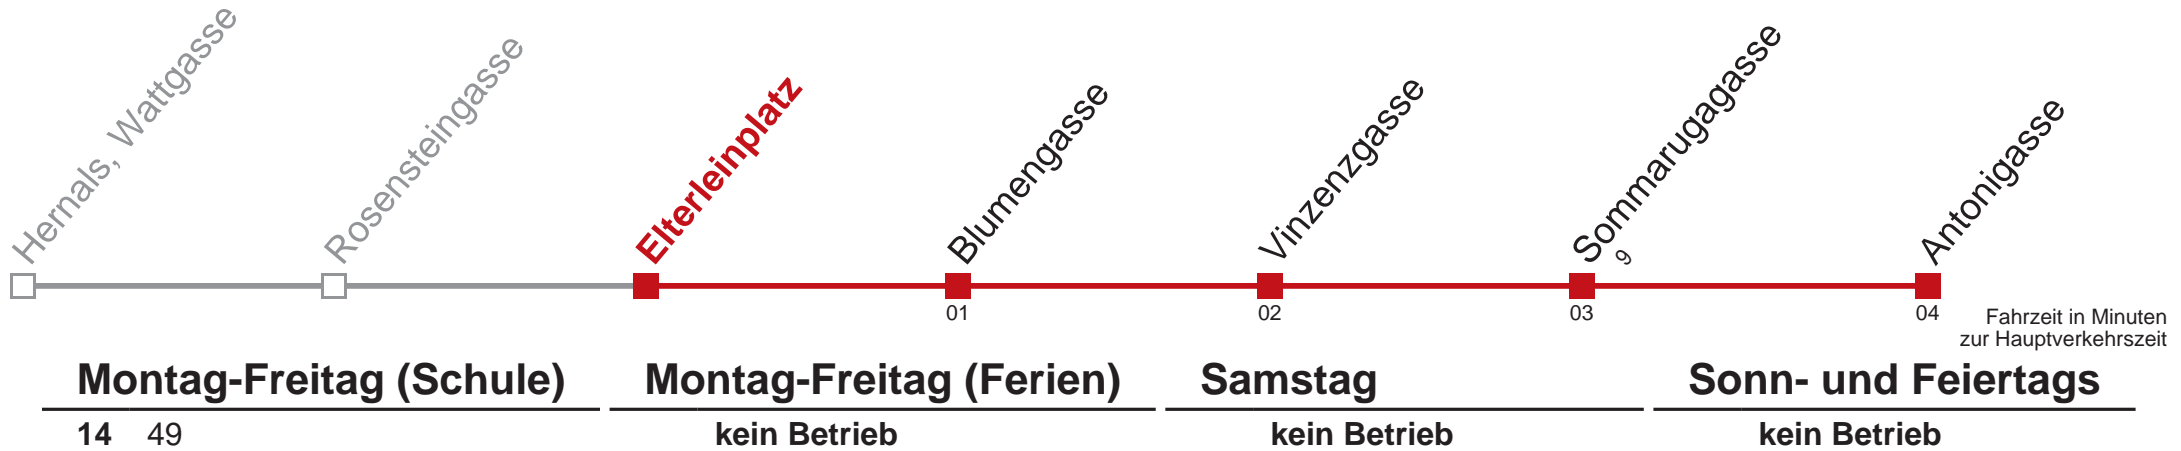 Hernals, Wattgasse
Rosensteingasse
Elterleinplatz
Blumengasse
Vinzenzgasse
Sommarugagasse
9
Antonigasse
01
02
03
04
Fahrzeit in Minuten
zur Hauptverkehrszeit
Montag-Freitag (Schule)
Montag-Freitag (Ferien)
Samstag
Sonn- und Feiertags
14 49
kein Betrieb
kein Betrieb
kein Betrieb